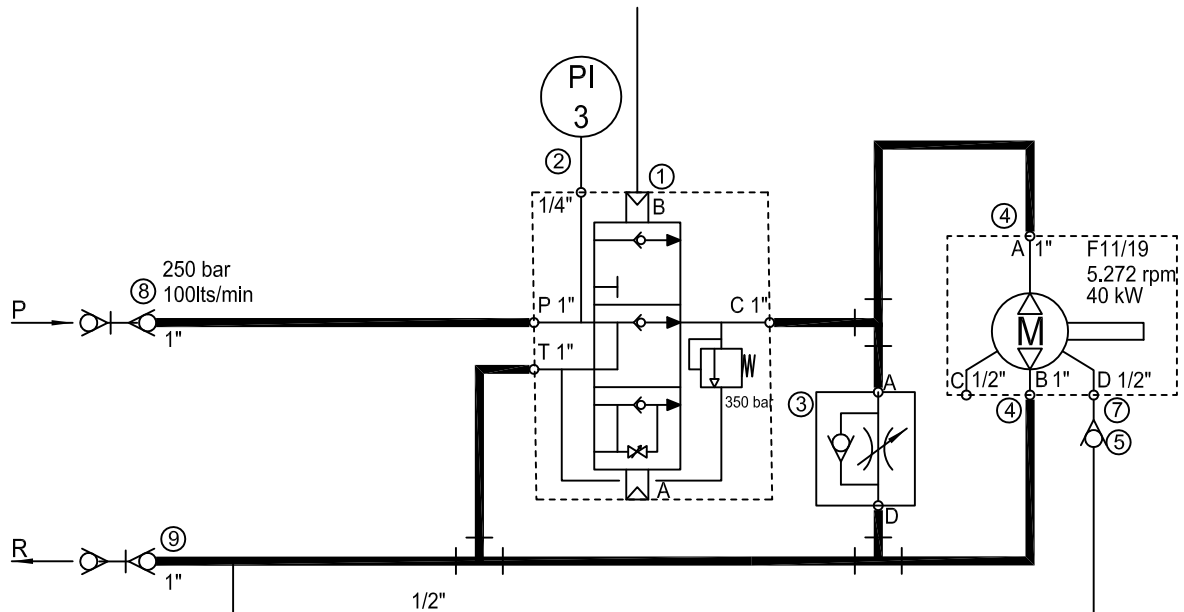 PI
3
②
①
1/4"
B
④
A 1"
F11/19
5.272 rpm
40 kW
250 bar
⑧
100lts/min
P
1"
P 1"
C 1"
M
T 1"
C 1/2"
B 1"
D 1/2"
A
350 bar
③
④
⑦
⑤
A
D
R
⑨
1"
1/2"